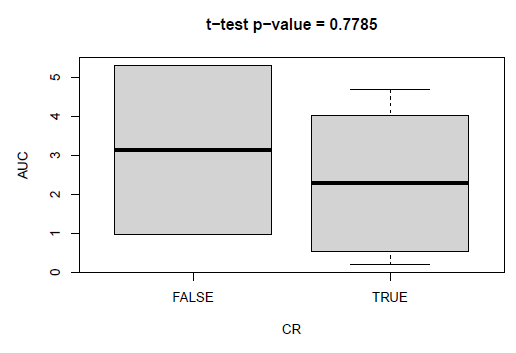 t−test p−value = 0.7785
AUC
5
4
3
2
1
0
FALSE TRUE
CR